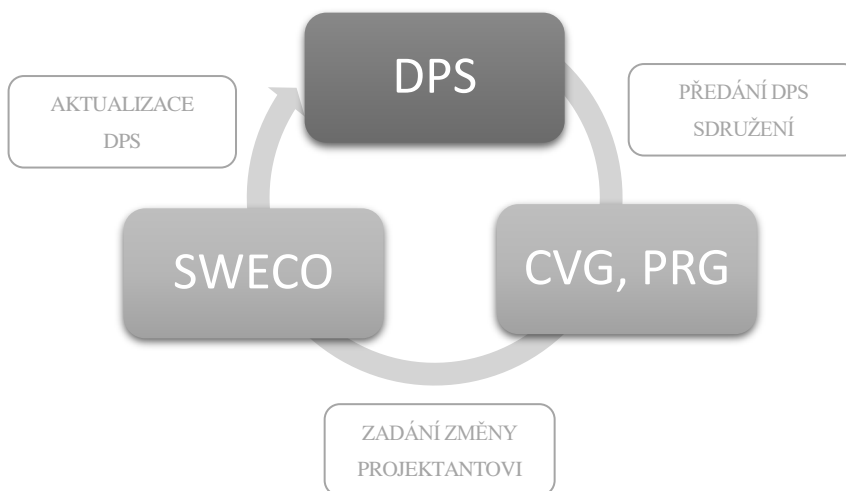 DPS
AKTUALIZACE
DPS
PŘEDÁNÍ DPS
SDRUŽENÍ
SWECO
CVG, PRG
ZADÁNÍ ZMĚNY
PROJEKTANTOVI